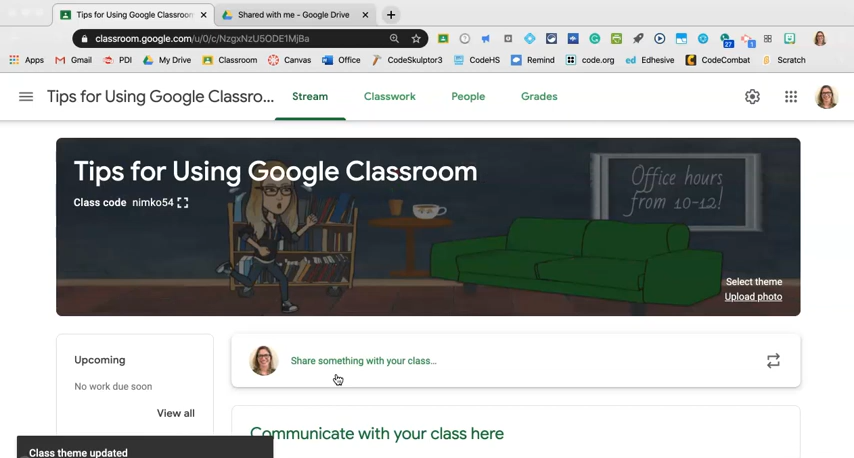 Tips for Using Google Classroom
Shared with me - Google Drive
classroom.google.com/u/0/c/NzgxNzU5ODE1MjBa
27
1
Apps
Gmail
PDI
My Drive
Classroom
Canvas
Office
CodeSkulptor3
CodeHS
Remind
code.org
ed Edhesive
CodeCombat
Scratch
Tips for Using Google Classro...
Stream
Classwork
People
Grades
Tips for Using Google Classroom
Class code nimko54
Office hours
from 10-12!
Select theme
Upload photo
Upcoming
No work due soon
View all
Share something with your class...
Communicate with your class here
Class theme updated